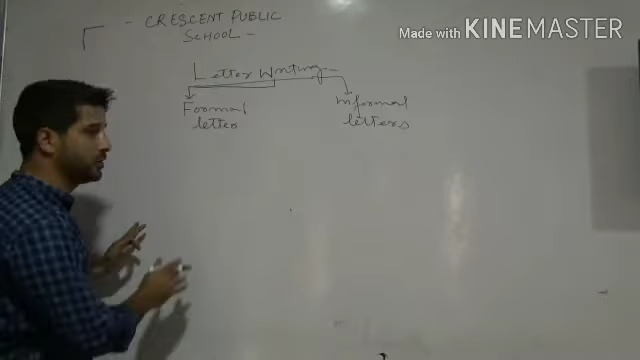 - CRESCENT PUBLIC
SCHOOL -
Made with KINEMASTER
Letter Writing -
Formal
letter
Informal
letters